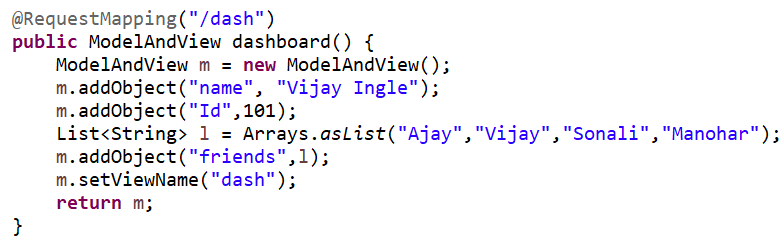 @RequestMapping("/dash")
public ModelAndView dashboard() {
    ModelAndView m = new ModelAndView();
    m.addObject("name", "Vijay Ingle");
    m.addObject("Id",101);
    List<String> l = Arrays.asList("Ajay","Vijay","Sonali","Manohar");
    m.addObject("friends",l);
    m.setViewName("dash");
    return m;
}